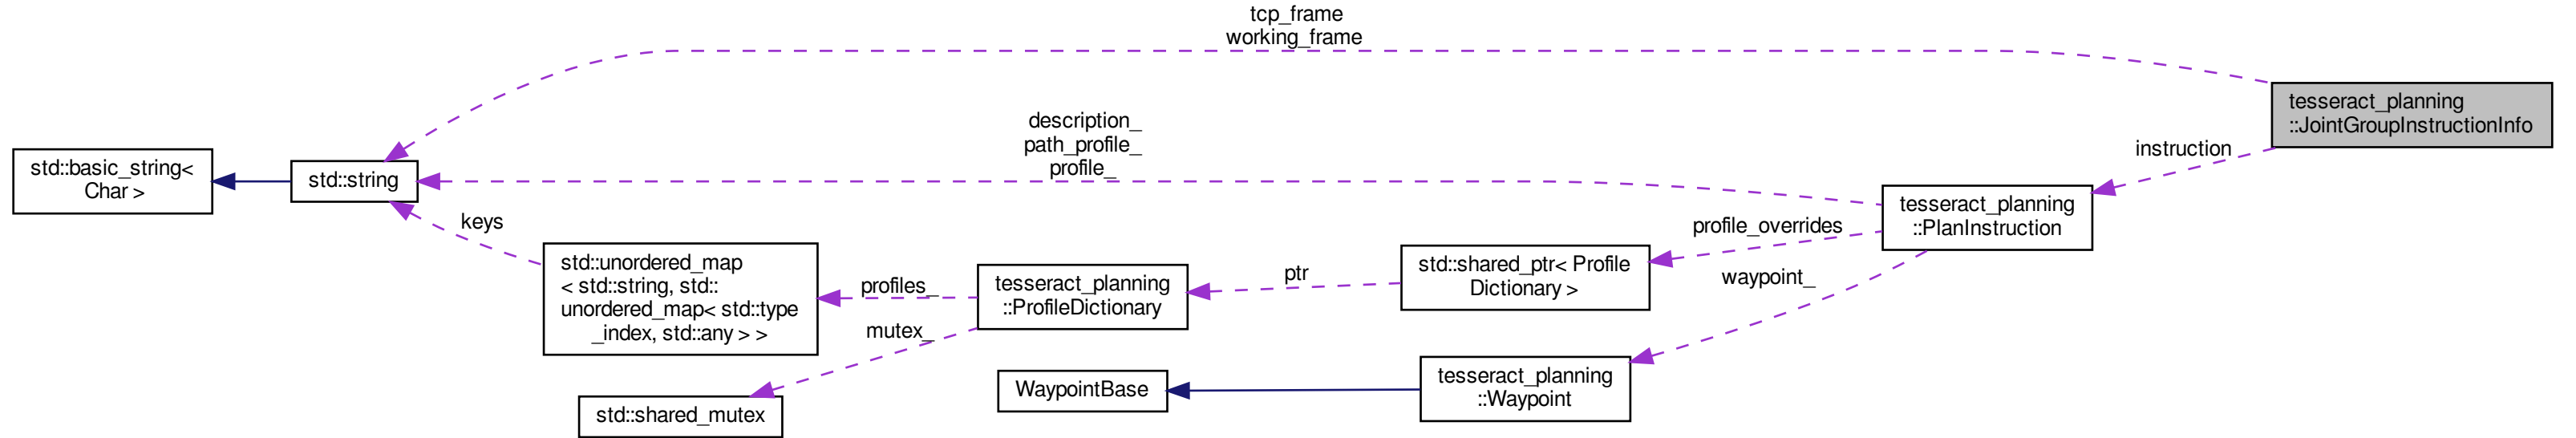 tcp_frame
working_frame
tesseract_planning
::JointGroupInstructionInfo
description_
path_profile_
profile_
instruction
std::basic_string<
Char >
std::string
tesseract_planning
::PlanInstruction
keys
profile_overrides
std::unordered_map
< std::string, std::
unordered_map< std::type
_index, std::any > >
profiles_
tesseract_planning
::ProfileDictionary
ptr
std::shared_ptr< Profile
Dictionary >
waypoint_
mutex_
std::shared_mutex
WaypointBase
tesseract_planning
::Waypoint